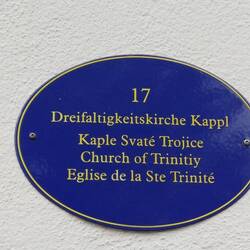 17
Dreifaltigkeitskirche Kappl
Kaple Svaté Trojice
Church of Trinitiy
Eglise de la Ste Trinité